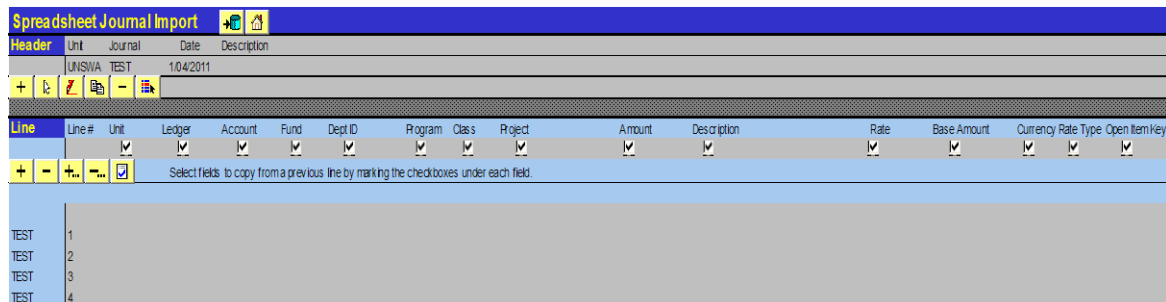 Spreadsheet Journal Import
Header Unit Journal Date Description
UNSWA TEST 1/04/2011
Line Line # Unit Ledger Account Fund Dept ID Program Class Project Amount Description Rate Base Amount Currency Rate Type Open Item Key
Select fields to copy from a previous line by marking the checkboxes under each field.
TEST 1
TEST 2
TEST 3
TEST 4